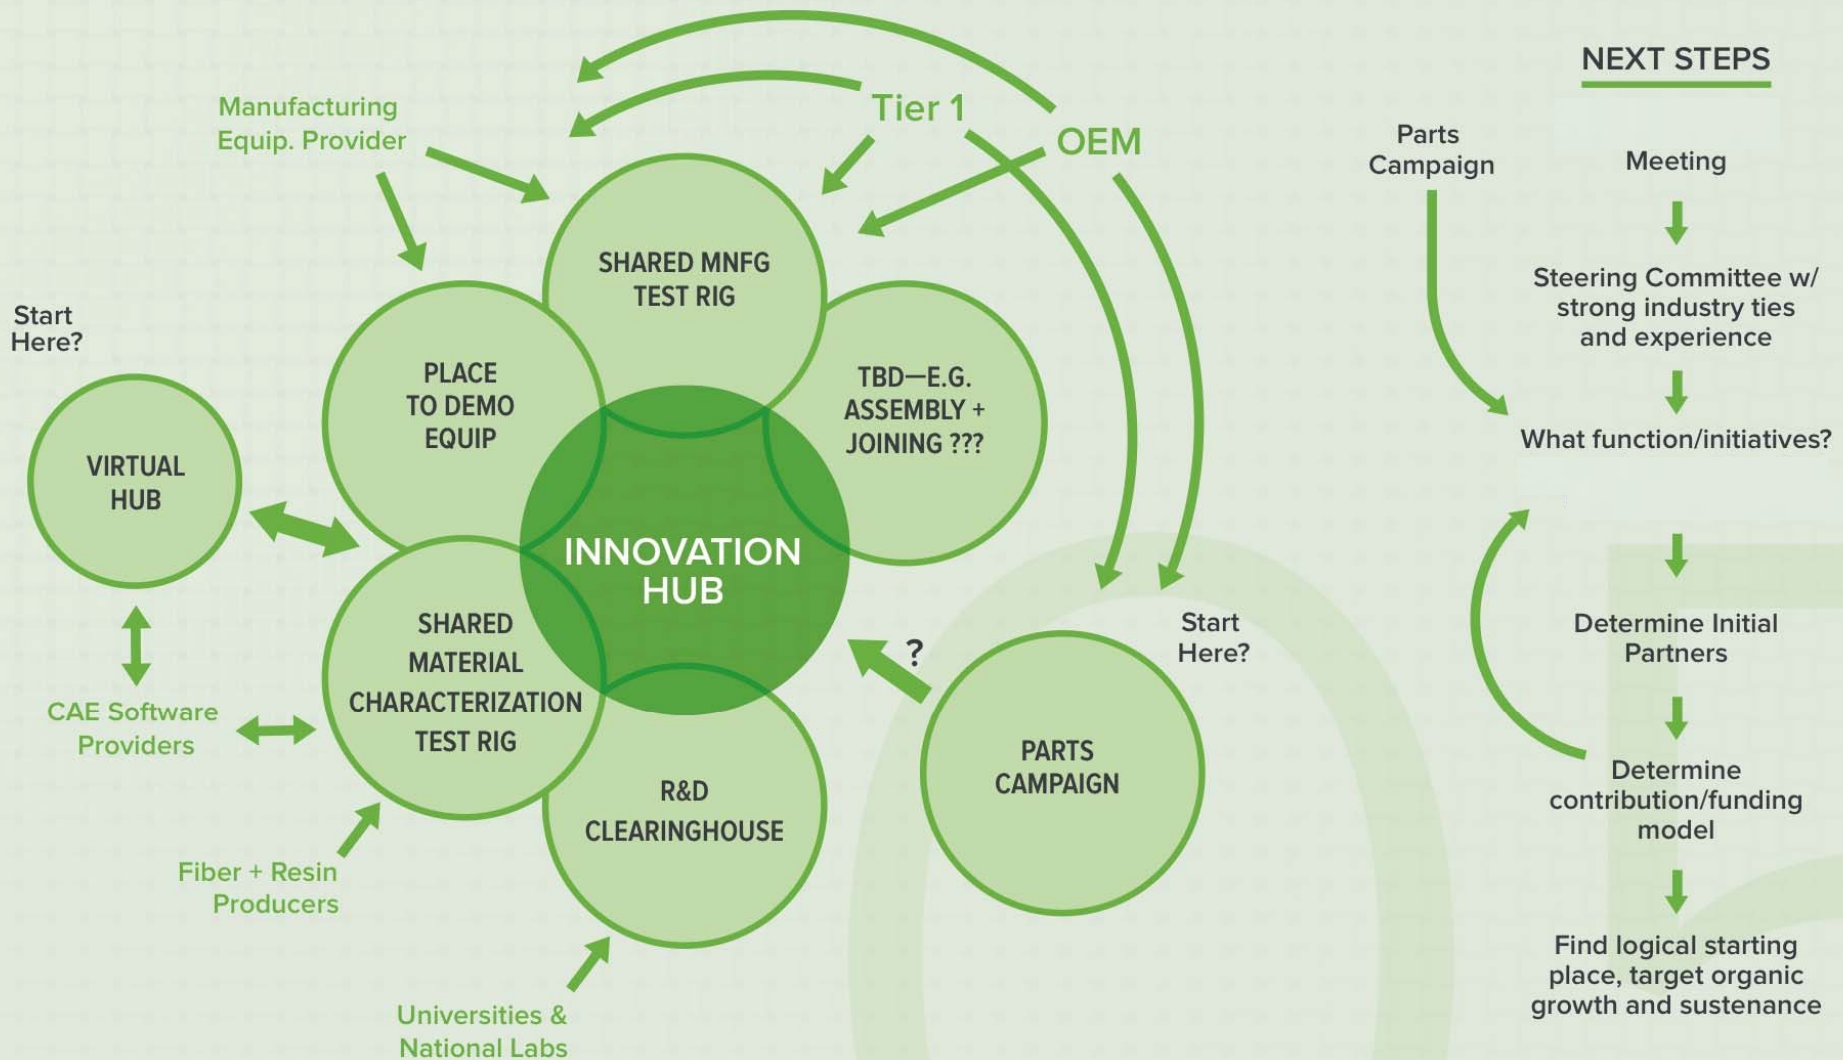 Manufacturing
Equip. Provider
Tier 1
OEM
SHARED MNFG
TEST RIG
Start
Here?
PLACE
TO DEMO
EQUIP
TBD—E.G.
ASSEMBLY +
JOINING ???
VIRTUAL
HUB
INNOVATION
HUB
SHARED
MATERIAL
CHARACTERIZATION
TEST RIG
CAE Software
Providers
R&D
CLEARINGHOUSE
?
Start
Here?
PARTS
CAMPAIGN
Fiber + Resin
Producers
Universities &
National Labs
NEXT STEPS
Parts
Campaign
Meeting
Steering Committee w/
strong industry ties
and experience
What function/initiatives?
Determine Initial
Partners
Determine
contribution/funding
model
Find logical starting
place, target organic
growth and sustenance